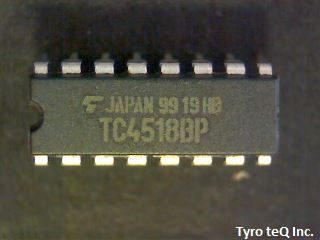 JAPAN 99 19 HB
TC4518BP
Tyro teQ Inc.